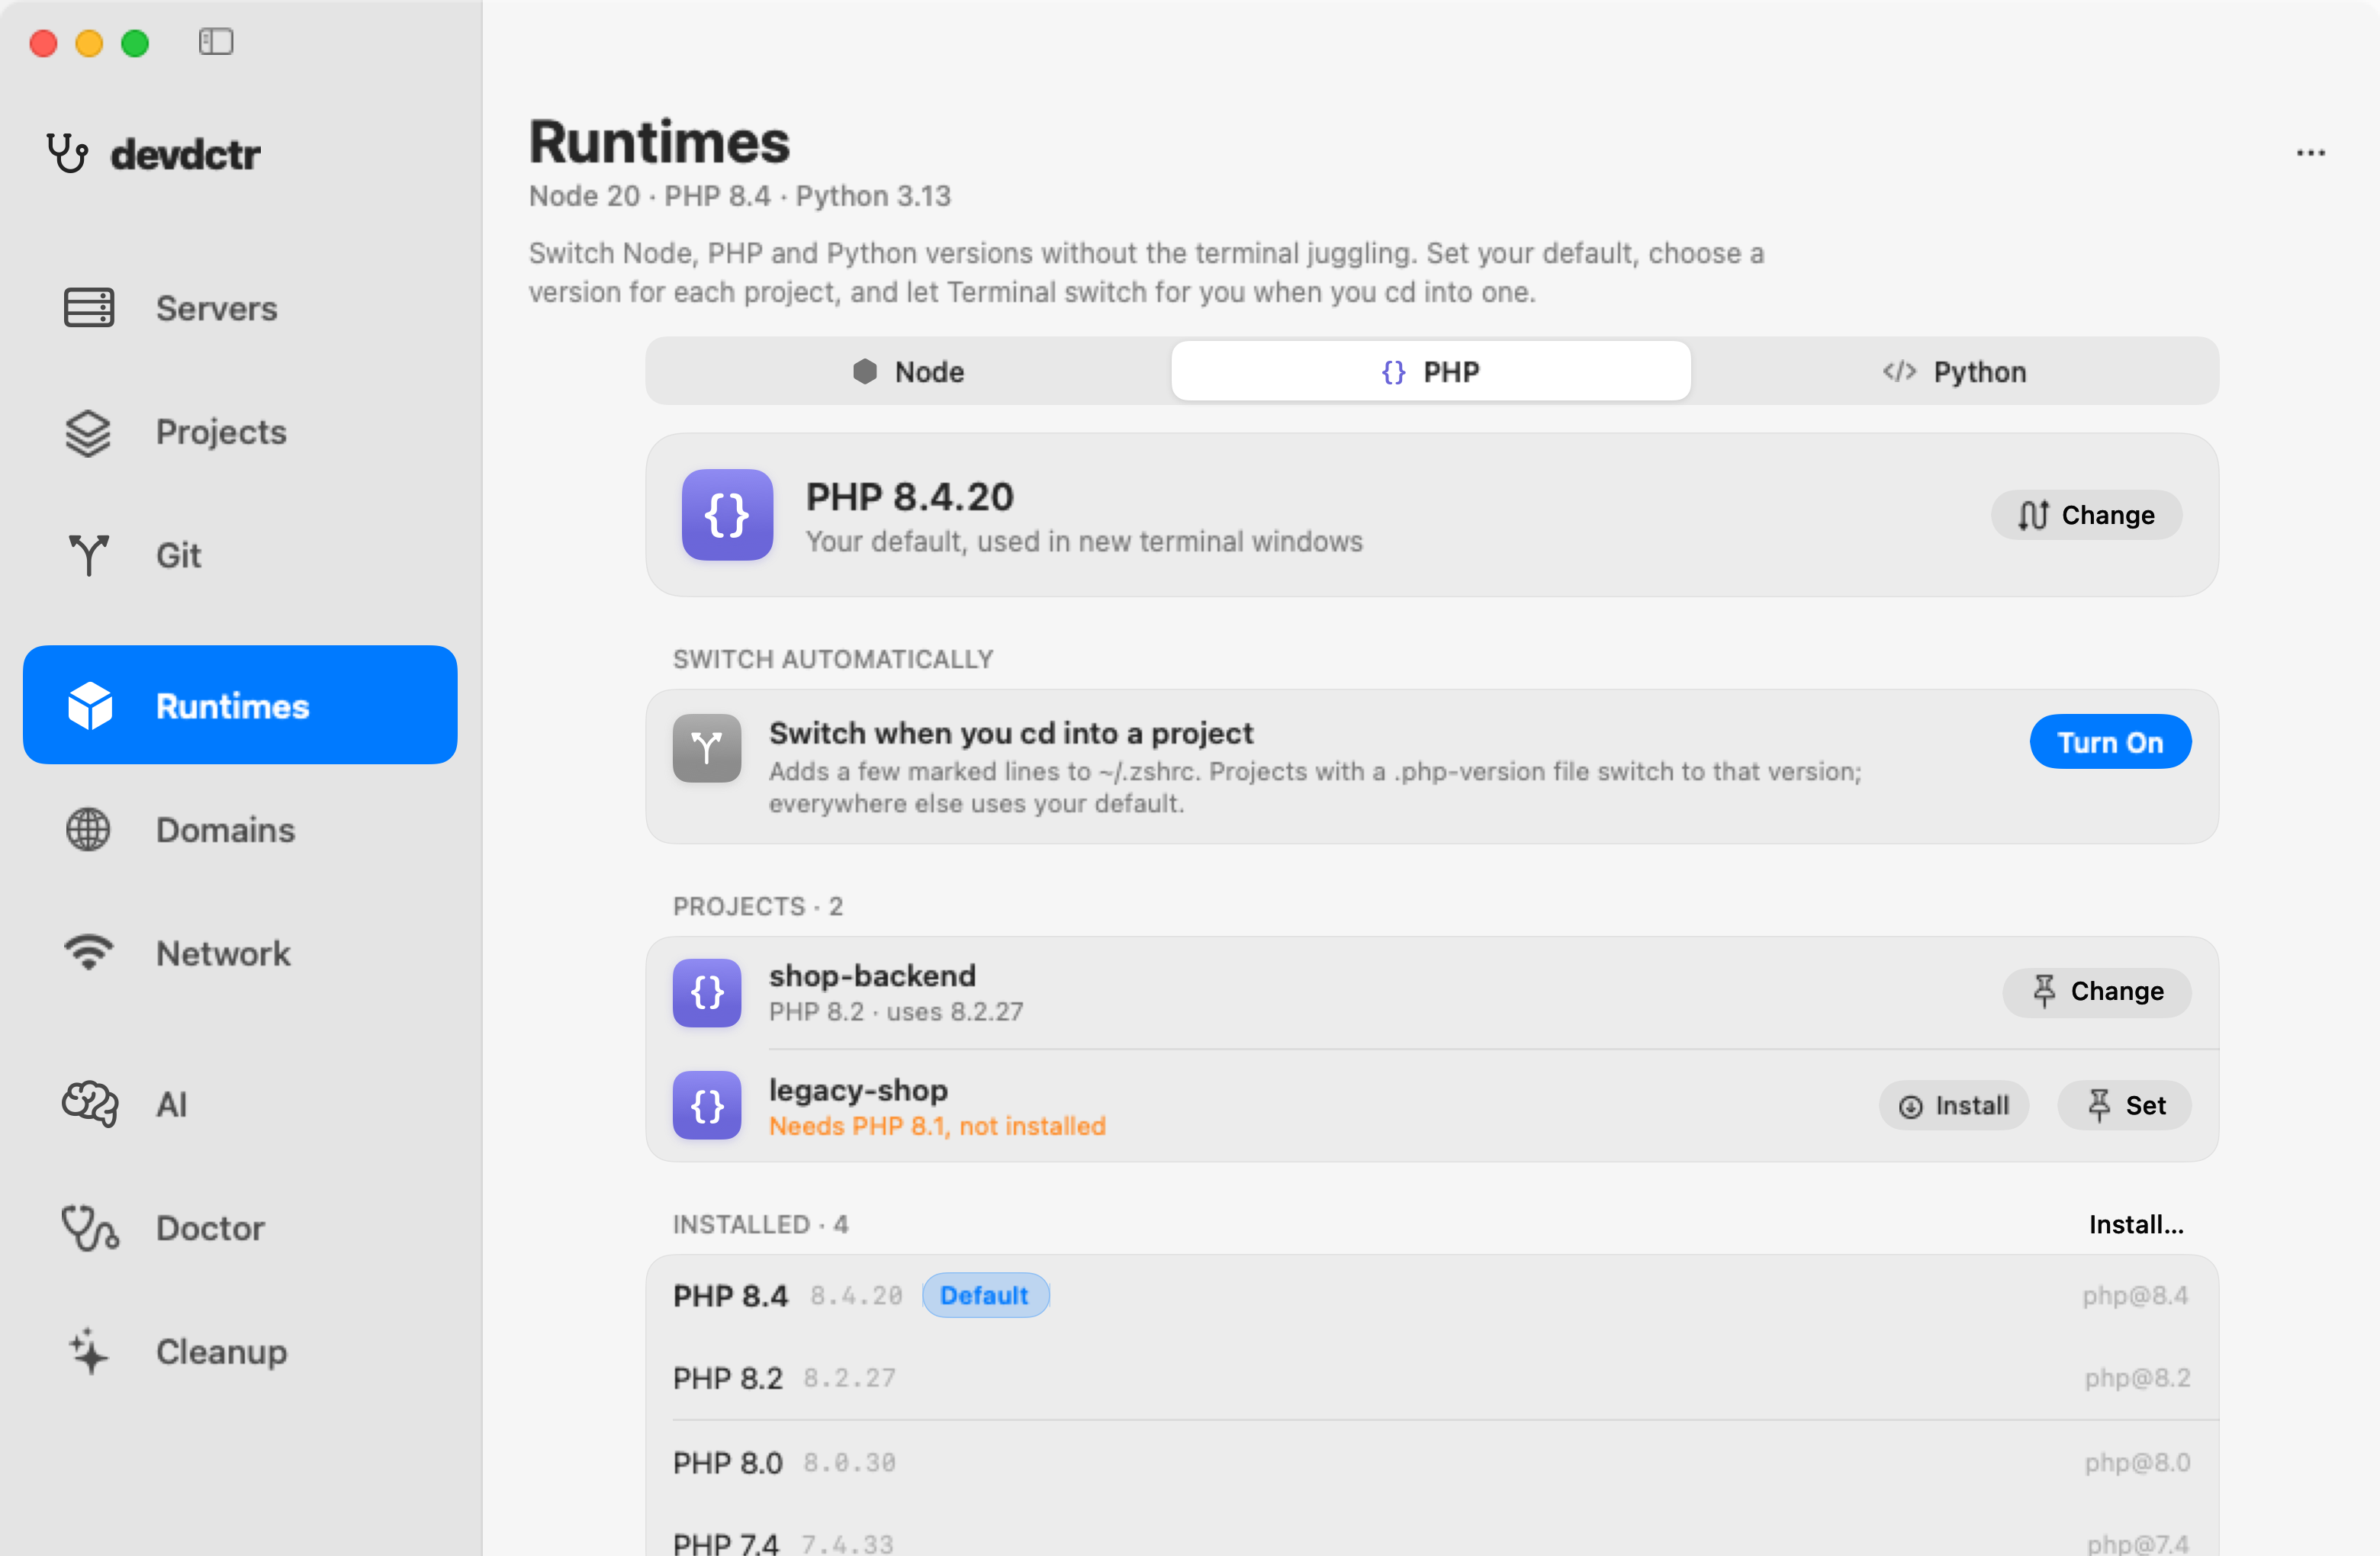 devdctr
Servers
Projects
Git
Runtimes
Domains
Network
AI
Doctor
Cleanup
Runtimes
Node 20 · PHP 8.4 · Python 3.13
Switch Node, PHP and Python versions without the terminal juggling. Set your default, choose a
version for each project, and let Terminal switch for you when you cd into one.
Node
{} PHP
</> Python
{}
PHP 8.4.20
Your default, used in new terminal windows
Change
SWITCH AUTOMATICALLY
Switch when you cd into a project
Turn On
Adds a few marked lines to ~/.zshrc. Projects with a .php-version file switch to that version;
everywhere else uses your default.
PROJECTS · 2
{}
shop-backend
PHP 8.2 · uses 8.2.27
Change
{}
legacy-shop
Needs PHP 8.1, not installed
Install
Set
INSTALLED · 4
Install...
PHP 8.4 8.4.20 Default php@8.4
PHP 8.2 8.2.27 php@8.2
PHP 8.0 8.0.30 php@8.0
PHP 7.4 7.4.33 php@7.4